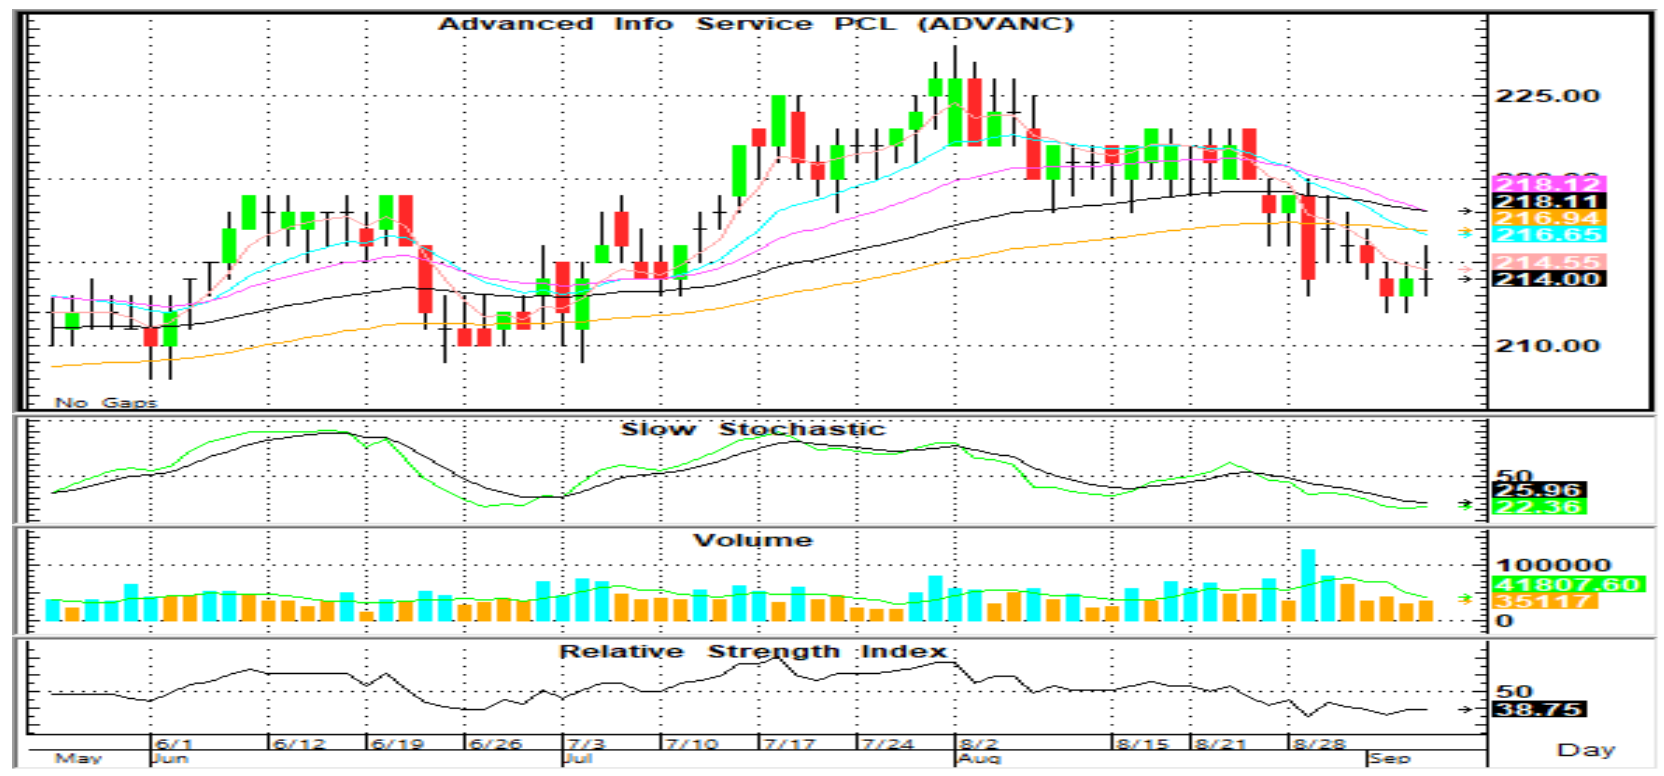 Advanced Info Service PCL (ADVANC)
225.00
218.12
218.11
216.94
216.65
214.55
214.00
210.00
No Gaps
Slow Stochastic
50
25.96
22.36
Volume
100000
41807.60
35117
0
Relative Strength Index
50
38.75
6/1 6/12 6/19 6/26 7/3 7/10 7/17 7/24 8/2 8/15 8/21 8/28
May Jun Jul Aug Sep Day